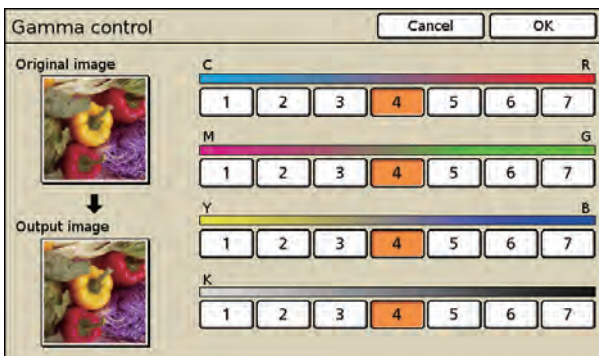 Gamma control Cancel OK
Original image
C R
1 2 3 4 5 6 7
M G
1 2 3 4 5 6 7
Y B
Output image
1 2 3 4 5 6 7
K
1 2 3 4 5 6 7